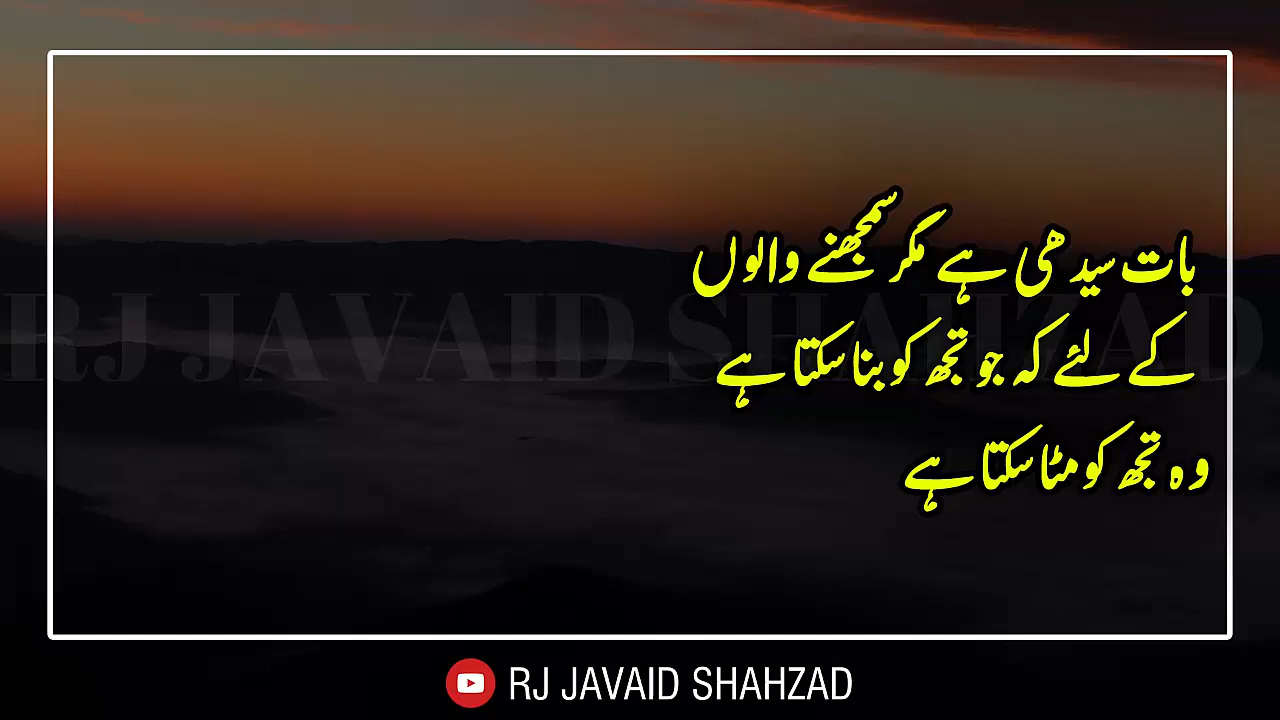 بات سیدھی ہے مگر سمجھنے والوں
RJ JAVAID SHAHZAD
کے لئے کہ جو تجھ کو بنا سکتا ہے
وہ تجھ کو مٹا سکتا ہے
RJ JAVAID SHAHZAD